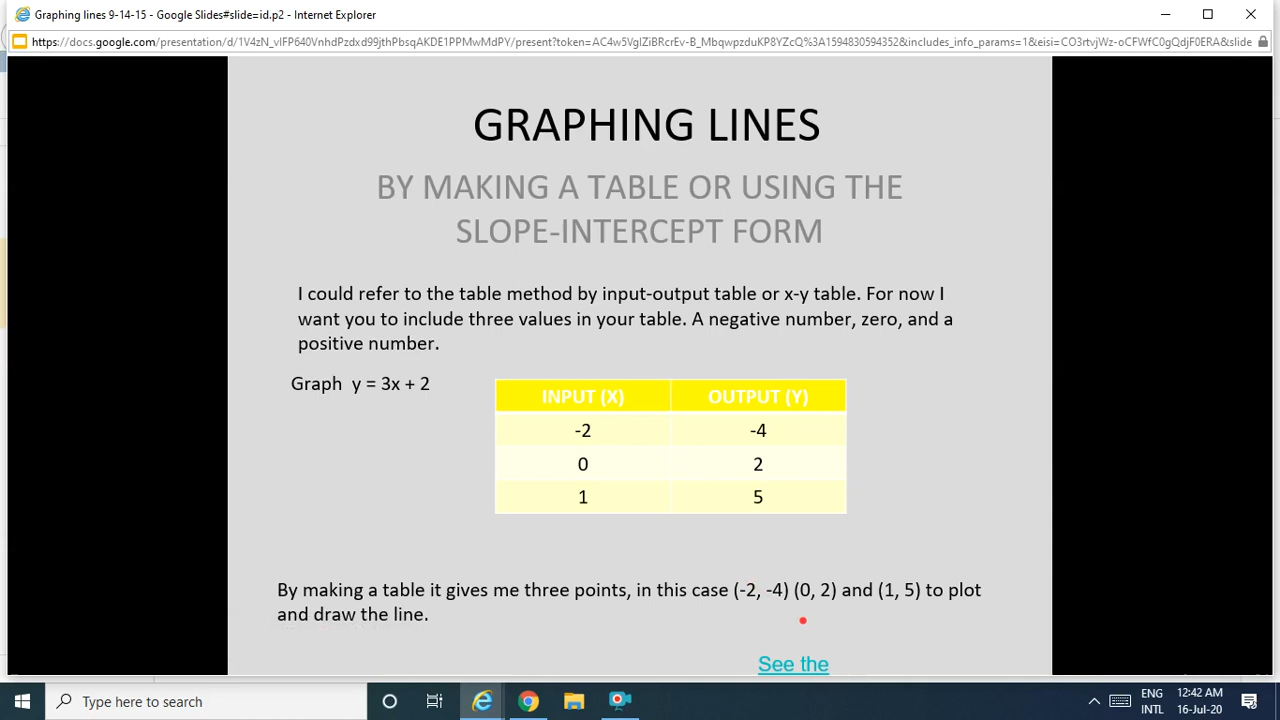 Graphing lines 9-14-15 - Google Slides#slide=id.p2 - Internet Explorer
GRAPHING LINES
BY MAKING A TABLE OR USING THE
SLOPE-INTERCEPT FORM
I could refer to the table method by input-output table or x-y table. For now I
want you to include three values in your table. A negative number, zero, and a
positive number.
Graph y = 3x + 2
INPUT (X) OUTPUT (Y)
-2 -4
0 2
1 5
By making a table it gives me three points, in this case (-2, -4) (0, 2) and (1, 5) to plot
and draw the line.
See the
Type here to search
ENG 12:42 AM
INTL 16-Jul-20